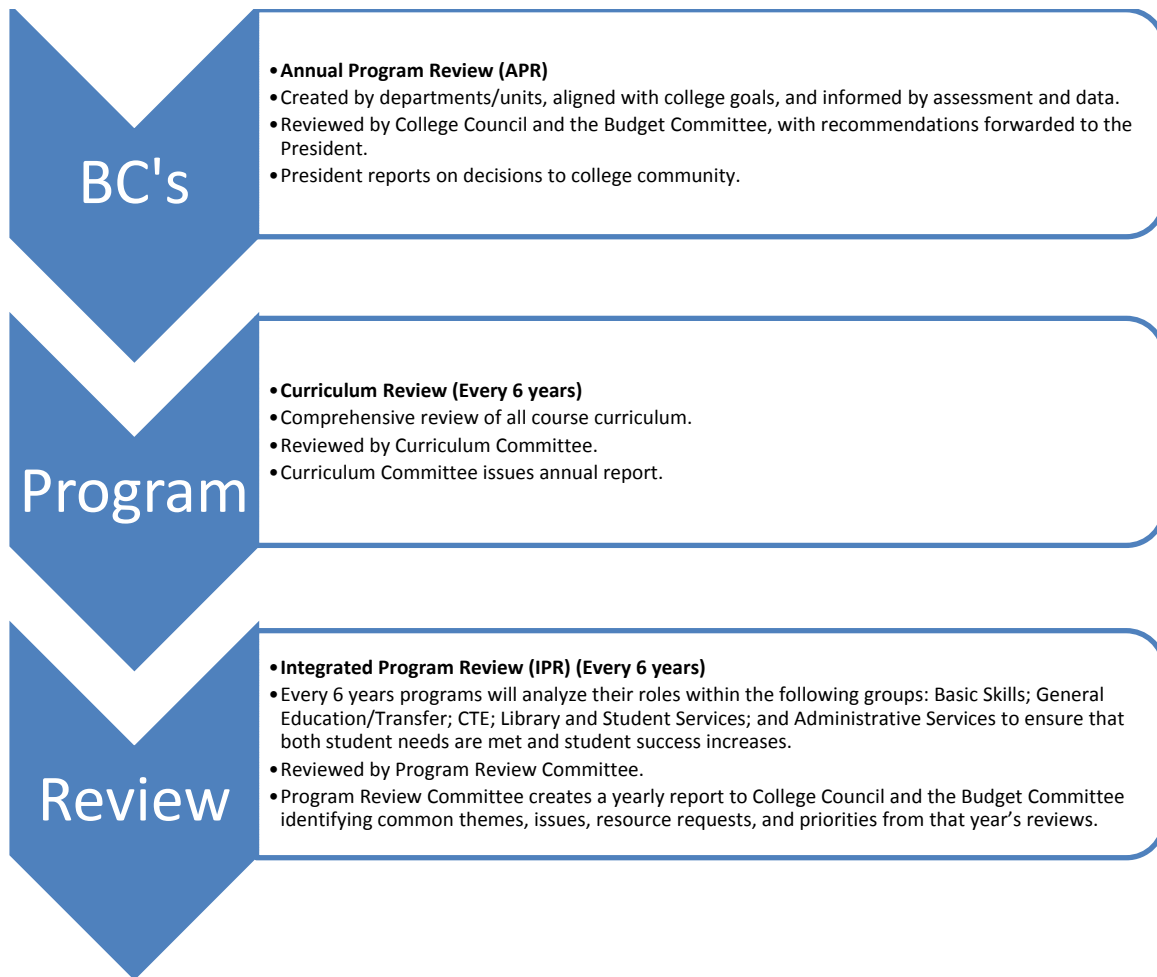 BC's
•Annual Program Review (APR)
•Created by departments/units, aligned with college goals, and informed by assessment and data.
•Reviewed by College Council and the Budget Committee, with recommendations forwarded to the
President.
•President reports on decisions to college community.
Program
•Curriculum Review (Every 6 years)
•Comprehensive review of all course curriculum.
•Reviewed by Curriculum Committee.
•Curriculum Committee issues annual report.
Review
•Integrated Program Review (IPR) (Every 6 years)
•Every 6 years programs will analyze their roles within the following groups: Basic Skills; General
Education/Transfer; CTE; Library and Student Services; and Administrative Services to ensure that
both student needs are met and student success increases.
•Reviewed by Program Review Committee.
•Program Review Committee creates a yearly report to College Council and the Budget Committee
identifying common themes, issues, resource requests, and priorities from that year’s reviews.